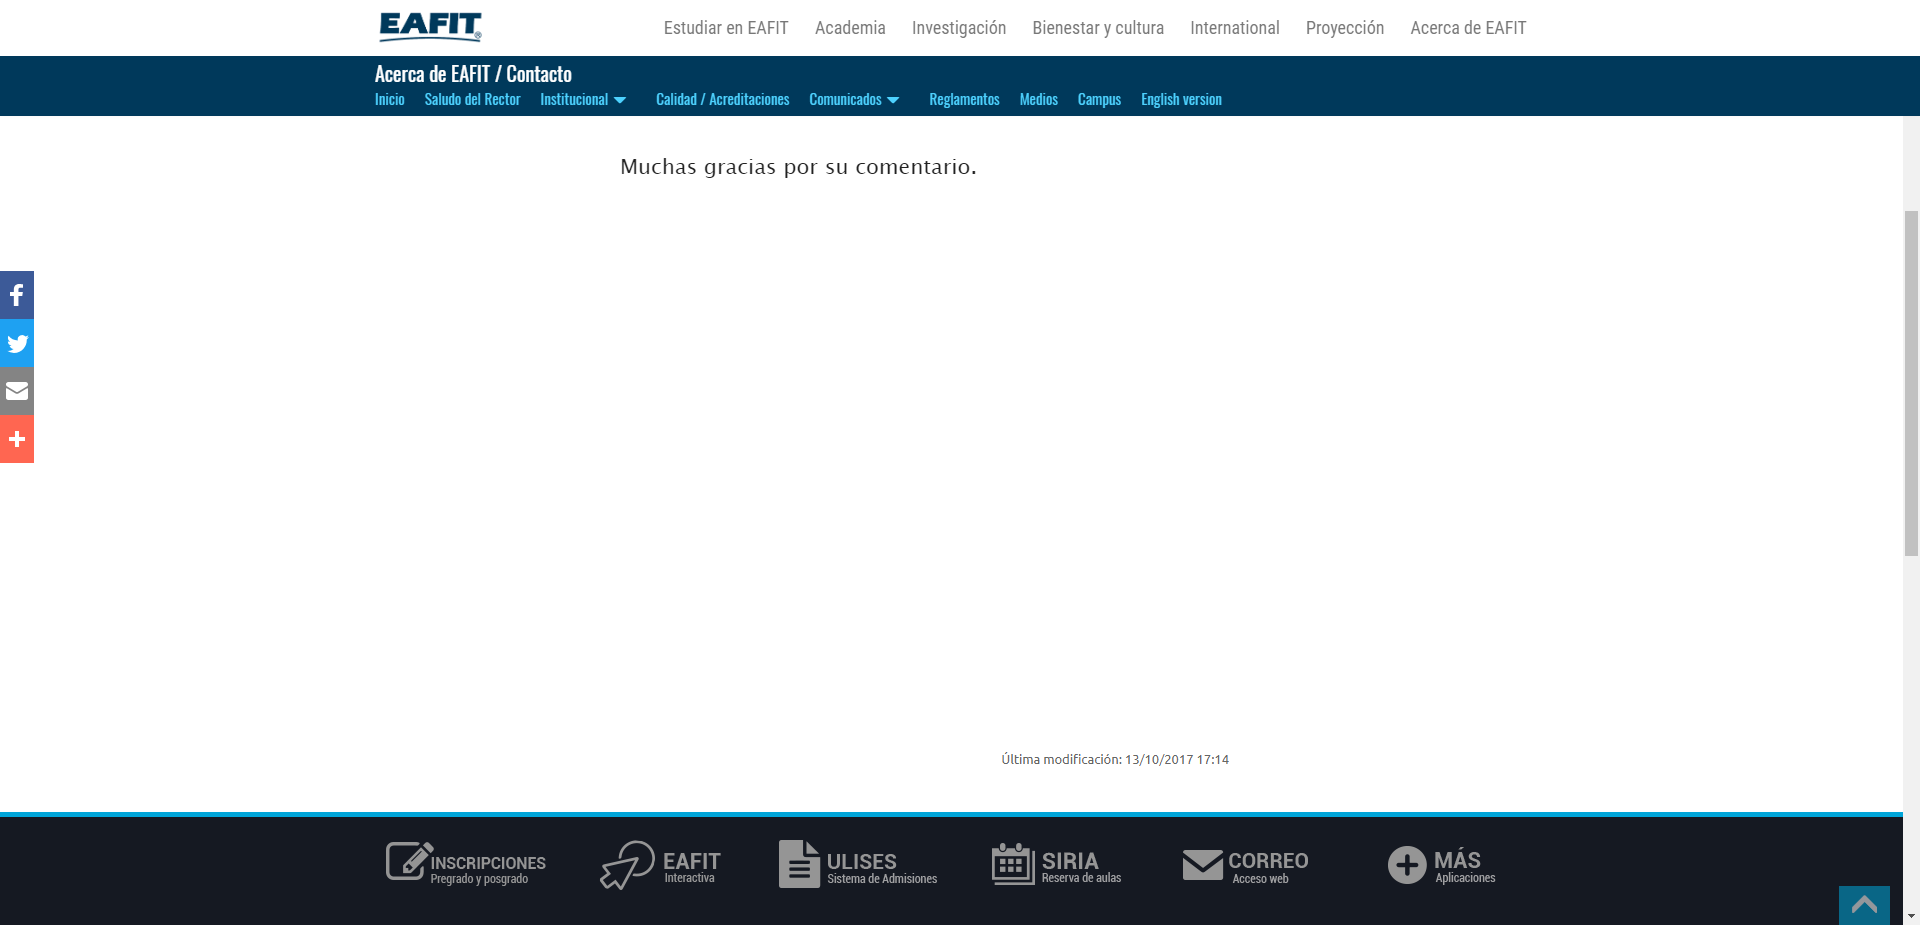 EAFIT®
Estudiar en EAFIT Academia Investigación Bienestar y cultura International Proyección Acerca de EAFIT
Acerca de EAFIT / Contacto
Inicio Saludo del Rector Institucional Calidad / Acreditaciones Comunicados Reglamentos Medios Campus English version
Muchas gracias por su comentario.
Última modificación: 13/10/2017 17:14
INSCRIPCIONES
Pregrado y posgrado
EAFIT
Interactiva
ULISES
Sistema de Admisiones
SIRIA
Reserva de aulas
CORREO
Acceso web
MÁS
Aplicaciones